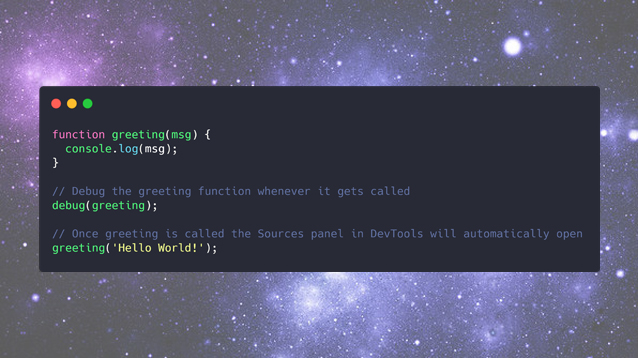 function greeting(msg) {
  console.log(msg);
}
// Debug the greeting function whenever it gets called
debug(greeting);
// Once greeting is called the Sources panel in DevTools will automatically open
greeting('Hello World!');